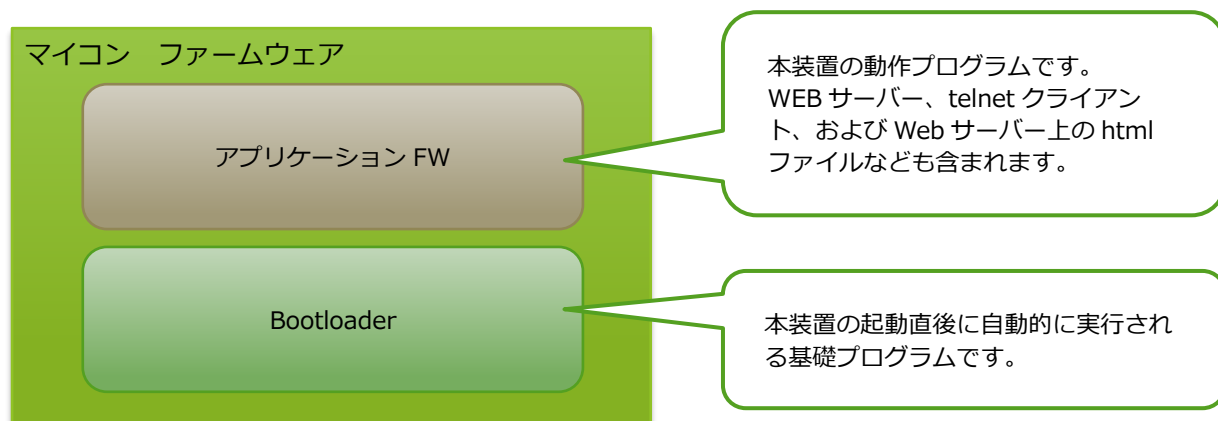 マイコン　ファームウェア
アプリケーション FW
本装置の動作プログラムです。
WEB サーバー、telnet クライアン
ト、および Web サーバー上の html
ファイルなども含まれます。
Bootloader
本装置の起動直後に自動的に実行され
る基礎プログラムです。